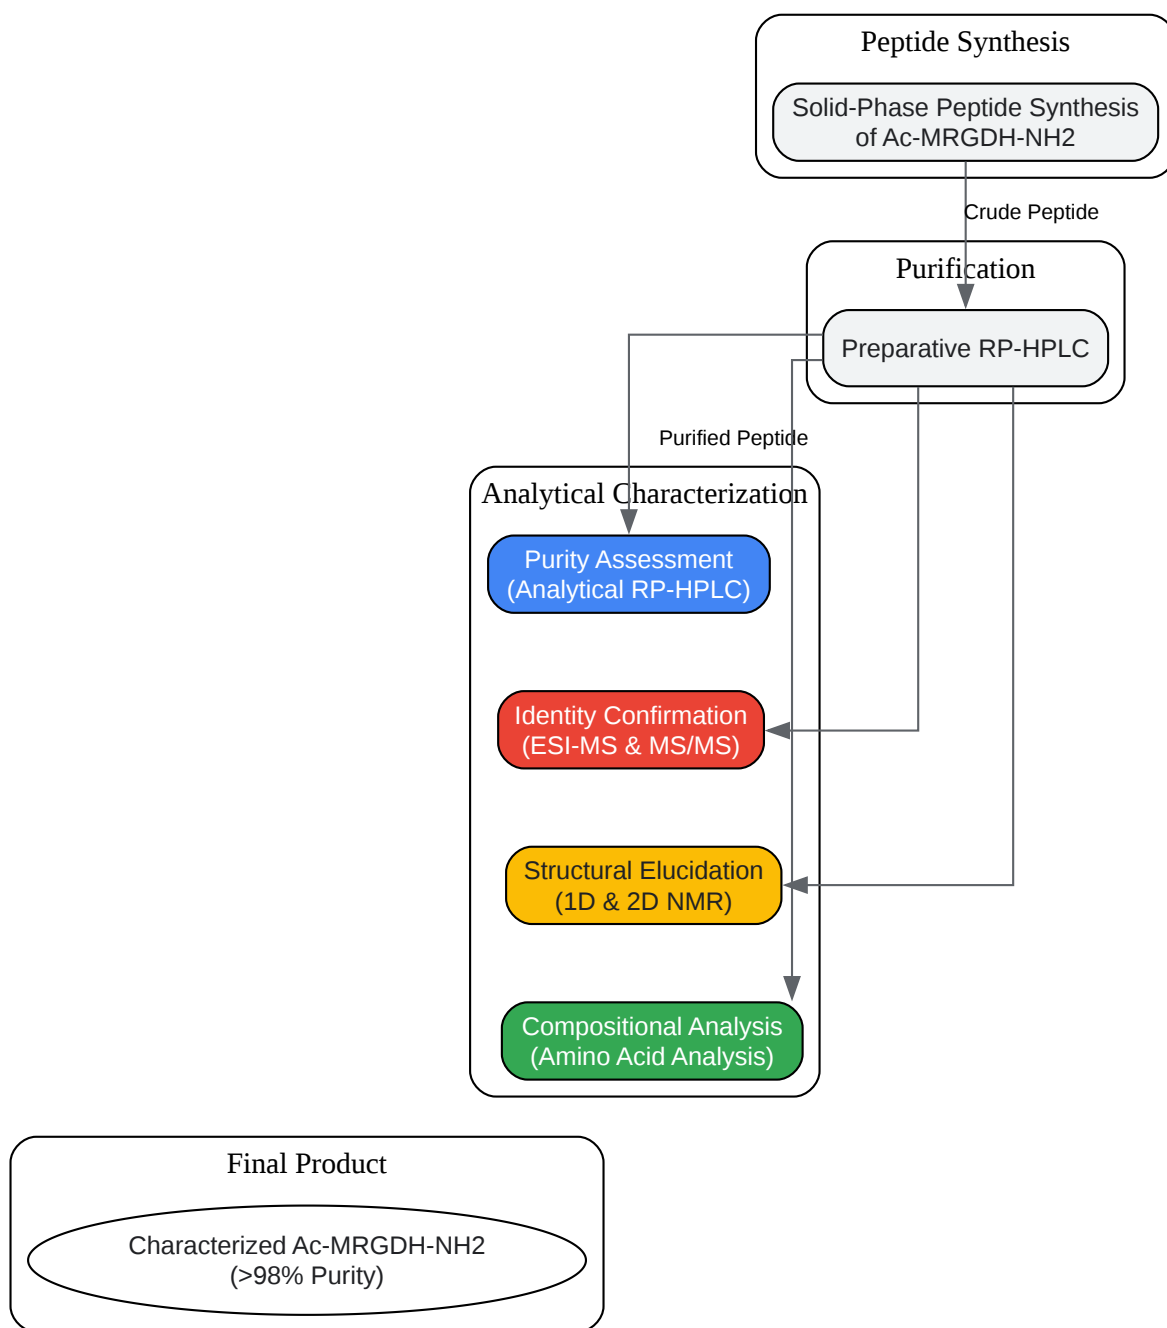 Peptide Synthesis
Solid-Phase Peptide Synthesis
of Ac-MRGDH-NH2
Crude Peptide
Purification
Preparative RP-HPLC
Purified Peptide
Analytical Characterization
Purity Assessment
(Analytical RP-HPLC)
Identity Confirmation
(ESI-MS & MS/MS)
Structural Elucidation
(1D & 2D NMR)
Compositional Analysis
(Amino Acid Analysis)
Final Product
Characterized Ac-MRGDH-NH2
(>98% Purity)